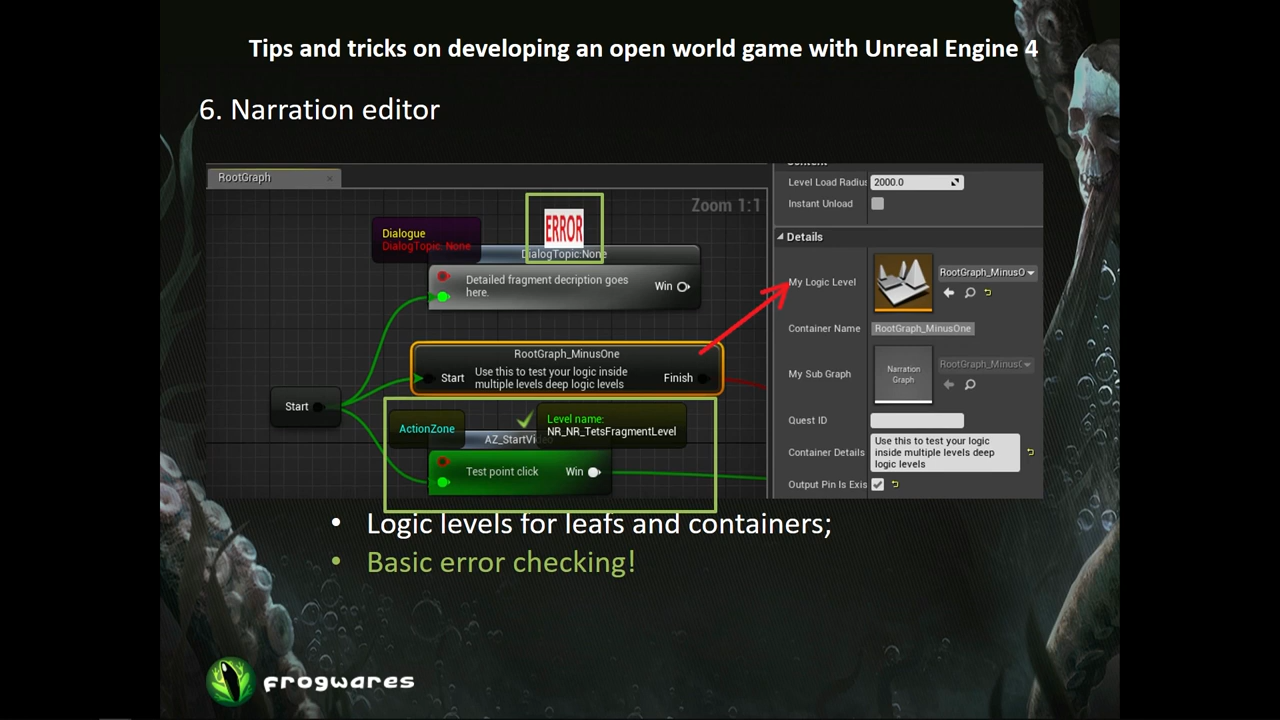 Tips and tricks on developing an open world game with Unreal Engine 4
6. Narration editor
RootGraph
Zoom 1:1
ERROR
Dialogue
DialogTopic: None
DialogTopic:None
Detailed fragment decription goes
here.
Win
RootGraph_MinusOne
Start
Use this to test your logic inside
multiple levels deep logic levels
Finish
Start
ActionZone
Level name:
NR_NR_TetsFragmentLevel
AZ_StartVideo
Test point click
Win
Content
Level Load Radius
2000.0
Instant Unload
Details
My Logic Level
RootGraph_MinusO
Container Name
RootGraph_MinusOne
My Sub Graph
Narration
Graph
RootGraph_MinusC
Quest ID
Container Details
Use this to test your logic
inside multiple levels deep
logic levels
Output Pin Is Exis
• Logic levels for leafs and containers;
• Basic error checking!
frogwares